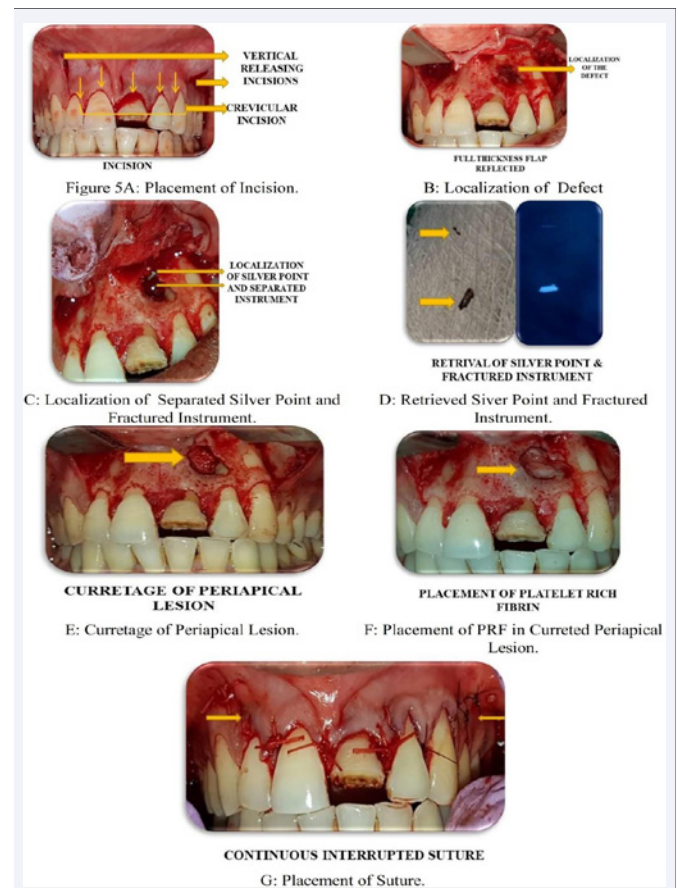 VERTICAL
RELEASING
INCISIONS
CREVICULAR
INCISION
INCISION
Figure 5A: Placement of Incision.
LOCALIZATION
OF THE
DEFECT
FULL THICKNESS FLAP
REFLECTED
B: Localization of Defect
LOCALIZATION
OF SILVER POINT
AND SEPARATED
INSTRUMENT
C: Localization of Separated Silver Point and
Fractured Instrument.
RETRIVAL OF SILVER POINT &
FRACTURED INSTRUMENT
D: Retrieved Siver Point and Fractured
Instrument.
CURRETAGE OF PERIAPICAL
LESION
E: Curretage of Periapical Lesion.
PLACEMENT OF PLATELET RICH
FIBRIN
F: Placement of PRF in Curreted Periapical
Lesion.
CONTINUOUS INTERRUPTED SUTURE
G: Placement of Suture.